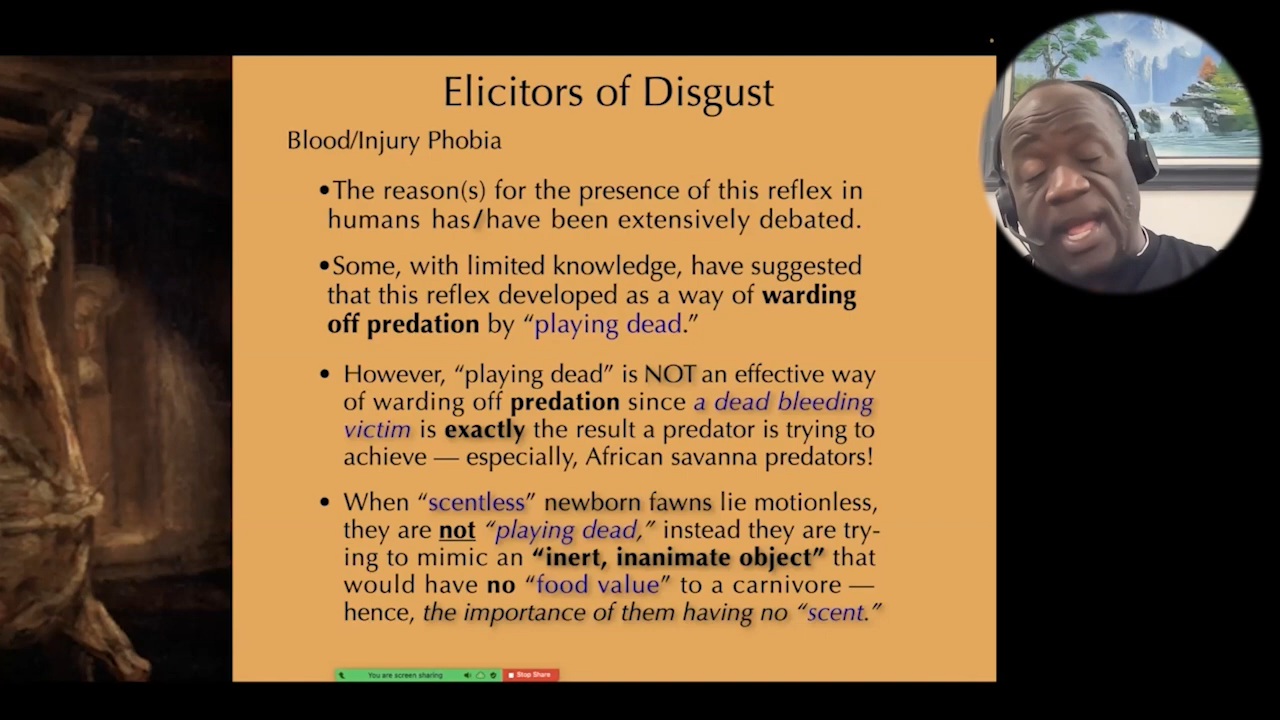 Elicitors of Disgust
Blood/Injury Phobia
•The reason(s) for the presence of this reflex in
humans has/have been extensively debated.
•Some, with limited knowledge, have suggested
that this reflex developed as a way of warding
off predation by “playing dead.”
• However, “playing dead” is NOT an effective way
of warding off predation since a dead bleeding
victim is exactly the result a predator is trying to
achieve — especially, African savanna predators!
• When “scentless” newborn fawns lie motionless,
they are not “playing dead,” instead they are try-
ing to mimic an “inert, inanimate object” that
would have no “food value” to a carnivore —
hence, the importance of them having no “scent.”
You are screen sharing
Stop Share